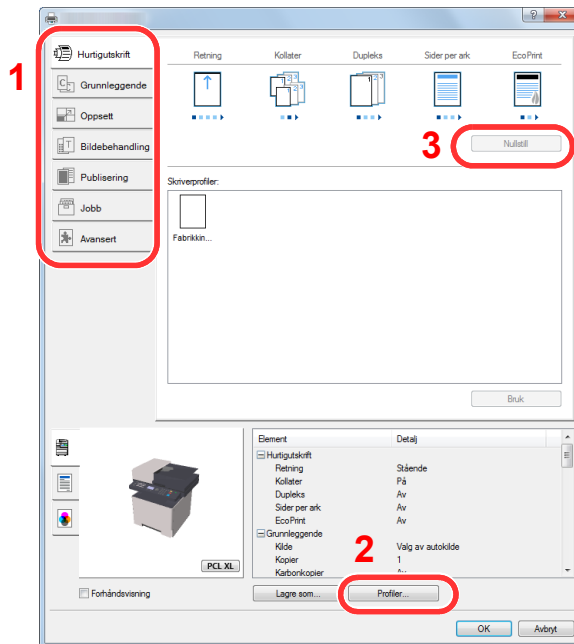 ?
1
Hurtigutskrift
Grunnleggende
Oppsett
Bildebehandling
Publisering
Jobb
Avansert
Retning Kollater Dupleks Sider per ark EcoPrint
3
Nullstill
Skriverprofiler:
Fabrikkin...
Bruk
Element Detalj
Hurtigutskrift
Retning Stående
Kollater På
Dupleks Av
Sider per ark Av
EcoPrint Av
Grunnleggende
Kilde Valg av autokilde
Kopier 1
Karbonkopier Av
2
PCL XL
Forhåndsvisning
Lagre som... Profiler...
OK Avbryt